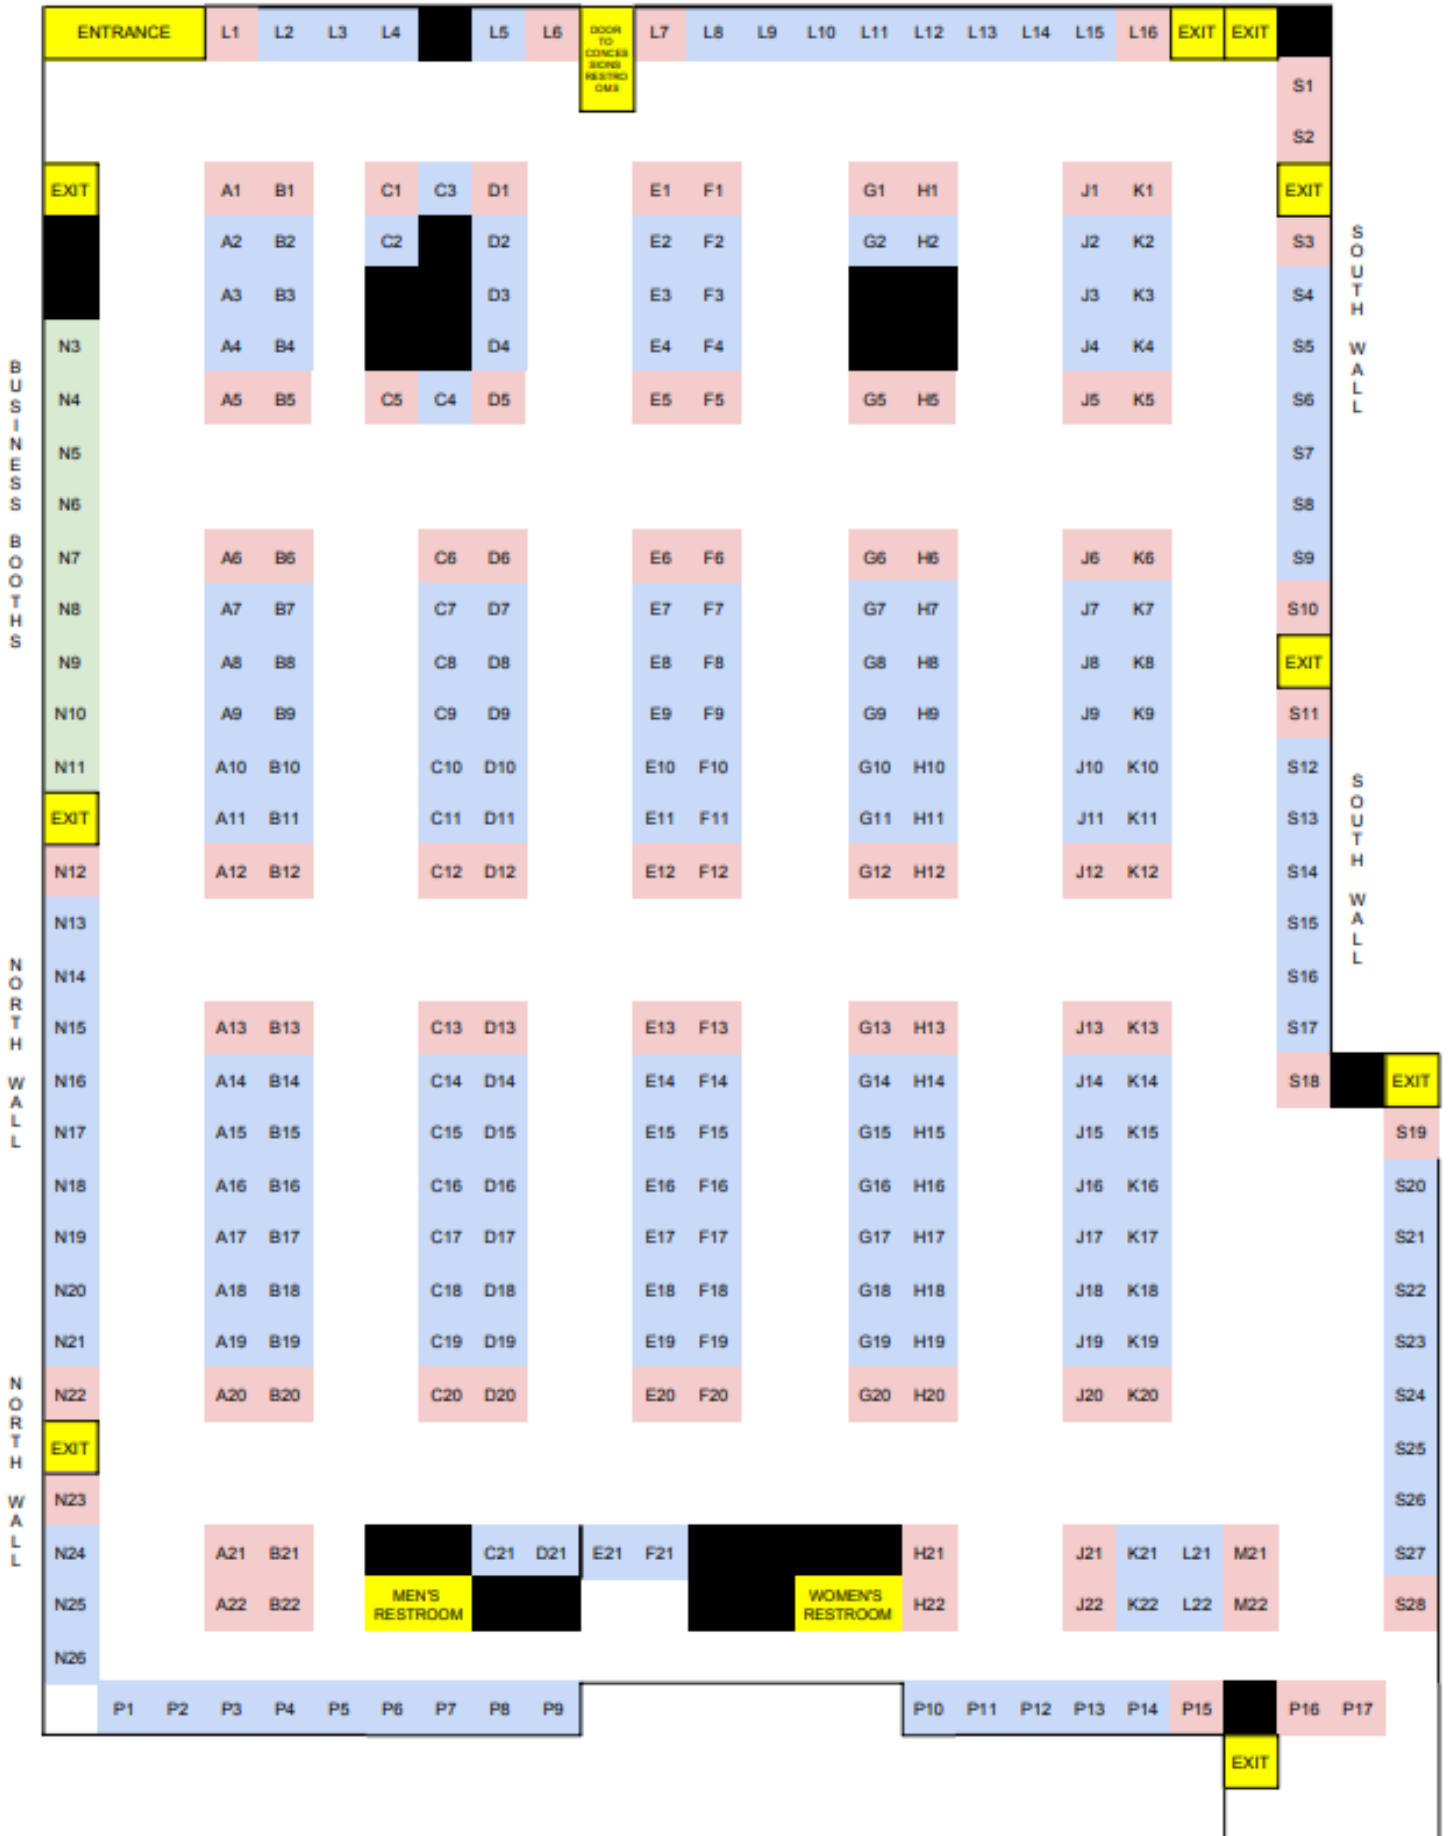 ENTRANCE L1 L2 L3 L4 L5 L6 DOOR TO CONCES SIONS RESTRO OMS L7 L8 L9 L10 L11 L12 L13 L14 L15 L16 EXIT EXIT
S1
S2
EXIT A1 B1 C1 C3 D1 E1 F1 G1 H1 J1 K1 EXIT
A2 B2 C2 D2 E2 F2 G2 H2 J2 K2 S3
A3 B3 D3 E3 F3 J3 K3 S4
N3 A4 B4 D4 E4 F4 J4 K4 S5
N4 A5 B5 C5 C4 D5 E5 F5 G5 H5 J5 K5 S6
N5 S7
N6 S8
N7 A6 B6 C6 D6 E6 F6 G6 H6 J6 K6 S9
N8 A7 B7 C7 D7 E7 F7 G7 H7 J7 K7 S10
N9 A8 B8 C8 D8 E8 F8 G8 H8 J8 K8 EXIT
N10 A9 B9 C9 D9 E9 F9 G9 H9 J9 K9 S11
N11 A10 B10 C10 D10 E10 F10 G10 H10 J10 K10 S12
EXIT A11 B11 C11 D11 E11 F11 G11 H11 J11 K11 S13
N12 A12 B12 C12 D12 E12 F12 G12 H12 J12 K12 S14
N13 S15
N14 S16
N15 A13 B13 C13 D13 E13 F13 G13 H13 J13 K13 S17
N16 A14 B14 C14 D14 E14 F14 G14 H14 J14 K14 S18 EXIT
N17 A15 B15 C15 D15 E15 F15 G15 H15 J15 K15 S19
N18 A16 B16 C16 D16 E16 F16 G16 H16 J16 K16 S20
N19 A17 B17 C17 D17 E17 F17 G17 H17 J17 K17 S21
N20 A18 B18 C18 D18 E18 F18 G18 H18 J18 K18 S22
N21 A19 B19 C19 D19 E19 F19 G19 H19 J19 K19 S23
N22 A20 B20 C20 D20 E20 F20 G20 H20 J20 K20 S24
EXIT S25
N23 S26
N24 A21 B21 C21 D21 E21 F21 H21 J21 K21 L21 M21 S27
N25 A22 B22 MEN'S RESTROOM WOMEN'S RESTROOM H22 J22 K22 L22 M22 S28
N26
P1 P2 P3 P4 P5 P6 P7 P8 P9 P10 P11 P12 P13 P14 P15 P16 P17
EXIT
BUSINESS BOOTHS
NORTH WALL
NORTH WALL
SOUTH WALL
SOUTH WALL